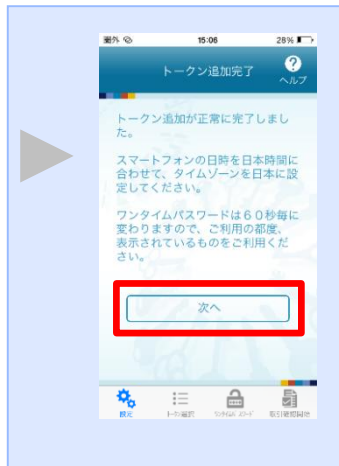 圏外
15:06
28%
トークン追加完了
ヘルプ
トークン追加が正常に完了しまし
た。
スマートフォンの日時を日本時間に
合わせて、タイムゾーンを日本に設
定してください。
ワンタイムパスワードは60秒毎に
変わりますので、ご利用の都度、
表示されているものをご利用くだ
さい。
次へ
設定
トークン選択
ワンタイムパスワード
取引確認開始